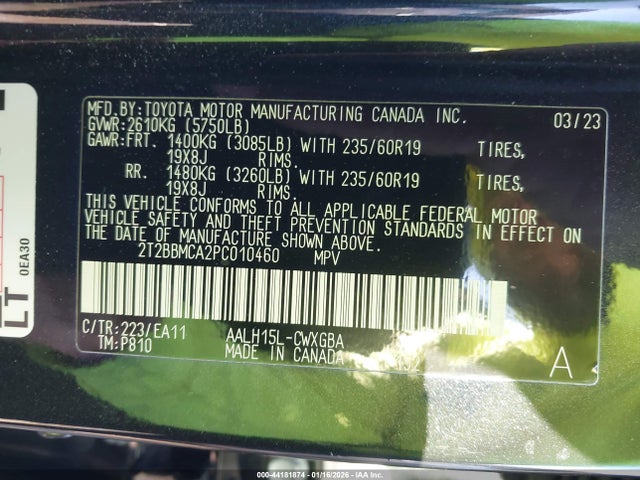 MFD.BY:TOYOTA MOTOR MANUFACTURING CANADA INC. 03/23
GVWR:2610KG (5750LB)
GAWR:FRT. 1400KG (3085LB) WITH 235/60R19 TIRES,
19X8J RIMS.
RR. 1480KG (3260LB) WITH 235/60R19 TIRES,
19X8J RIMS.
THIS VEHICLE CONFORMS TO ALL APPLICABLE FEDERAL MOTOR
VEHICLE SAFETY AND THEFT PREVENTION STANDARDS IN EFFECT ON
THE DATE OF MANUFACTURE SHOWN ABOVE.
2T2BBMCA2PC010460 MPV
C/TR:223/EA11 AALH15L-CWXGBA
TM:P810 MADE IN CANADA
A
LT
0EA30
000-44181874 - 01/16/2026 - IAA Inc.